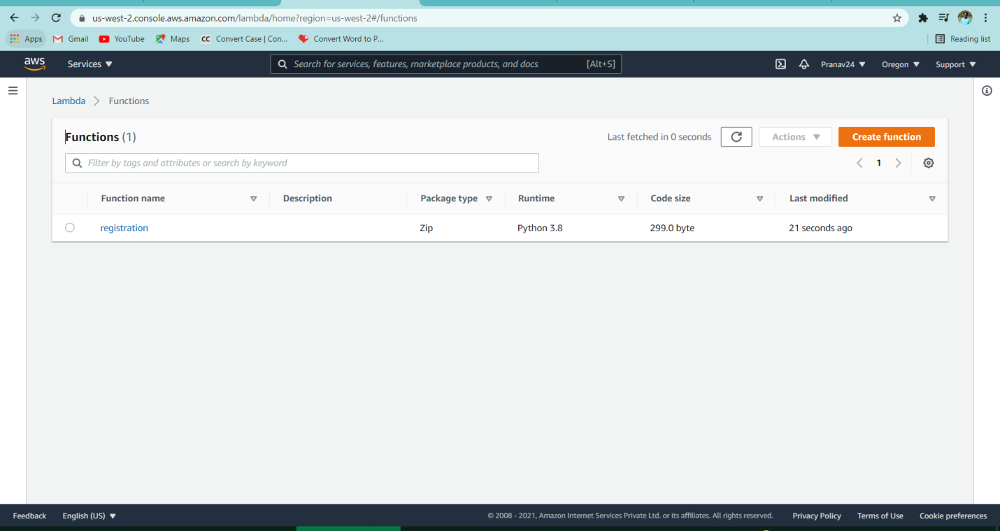 us-west-2.console.aws.amazon.com/lambda/home?region=us-west-2#/functions
Apps Gmail YouTube Maps CC Convert Case | Con... Convert Word to P... Reading list
aws Services Search for services, features, marketplace products, and docs [Alt+S] Pranav24 Oregon Support
Lambda Functions
Functions (1) Last fetched in 0 seconds Actions Create function
Filter by tags and attributes or search by keyword 1
Function name Description Package type Runtime Code size Last modified
registration Zip Python 3.8 299.0 byte 21 seconds ago
Feedback English (US) © 2008 - 2021, Amazon Internet Services Private Ltd. or its affiliates. All rights reserved. Privacy Policy Terms of Use Cookie preferences